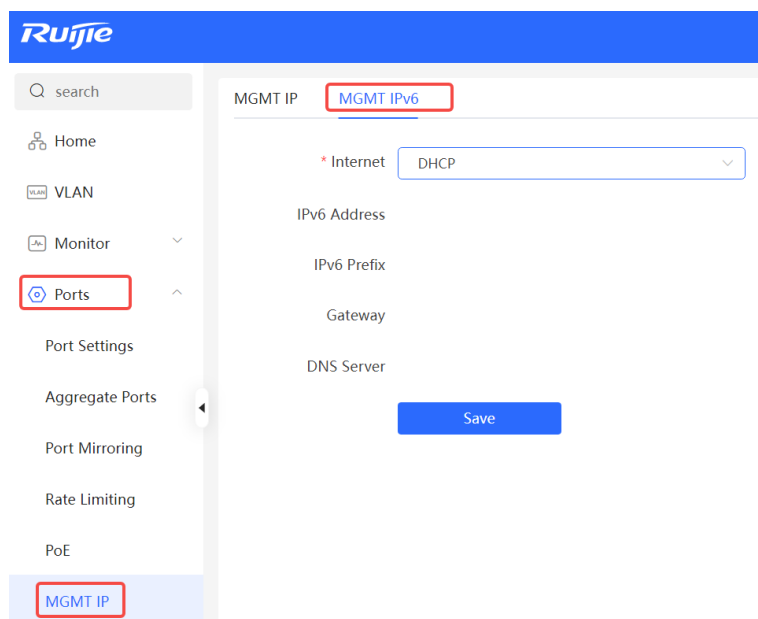 Ruijie
search
Home
VLAN VLAN
Monitor
Ports
Port Settings
Aggregate Ports
Port Mirroring
Rate Limiting
PoE
MGMT IP
MGMT IP MGMT IPv6
* Internet DHCP
IPv6 Address
IPv6 Prefix
Gateway
DNS Server
Save